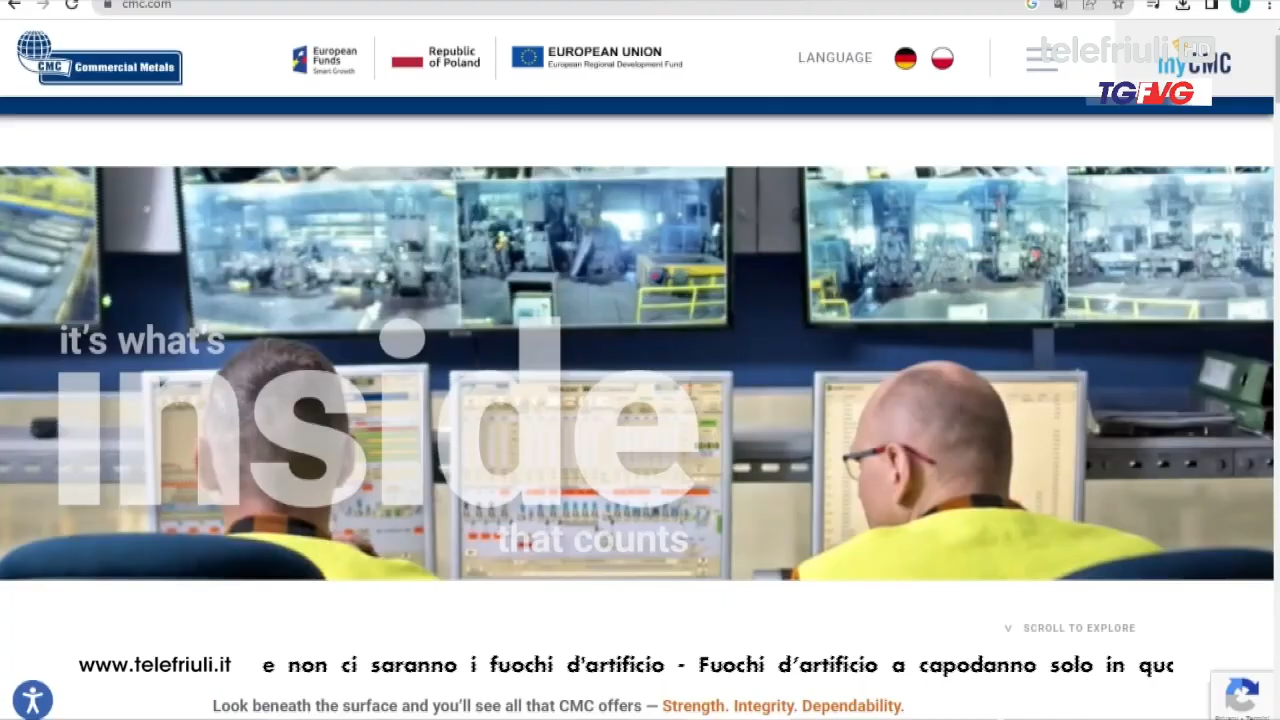 cmc.com
CMC Commercial Metals
European
Funds
Smart Growth
Republic
of Poland
EUROPEAN UNION
European Regional Development Fund
LANGUAGE
telefriuli HD
myCMC
TGFVG
it's what's
inside
that counts
V SCROLL TO EXPLORE
www.telefriuli.it e non ci saranno i fuochi d'artificio - Fuochi d'artificio a capodanno solo in quc
Look beneath the surface and you'll see all that CMC offers — Strength. Integrity. Dependability.